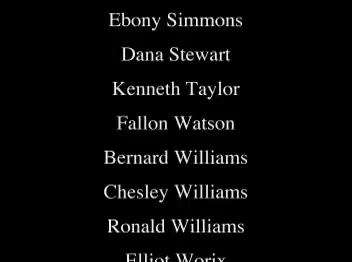 Ebony Simmons
Dana Stewart
Kenneth Taylor
Fallon Watson
Bernard Williams
Chesley Williams
Ronald Williams
Elliot Worix